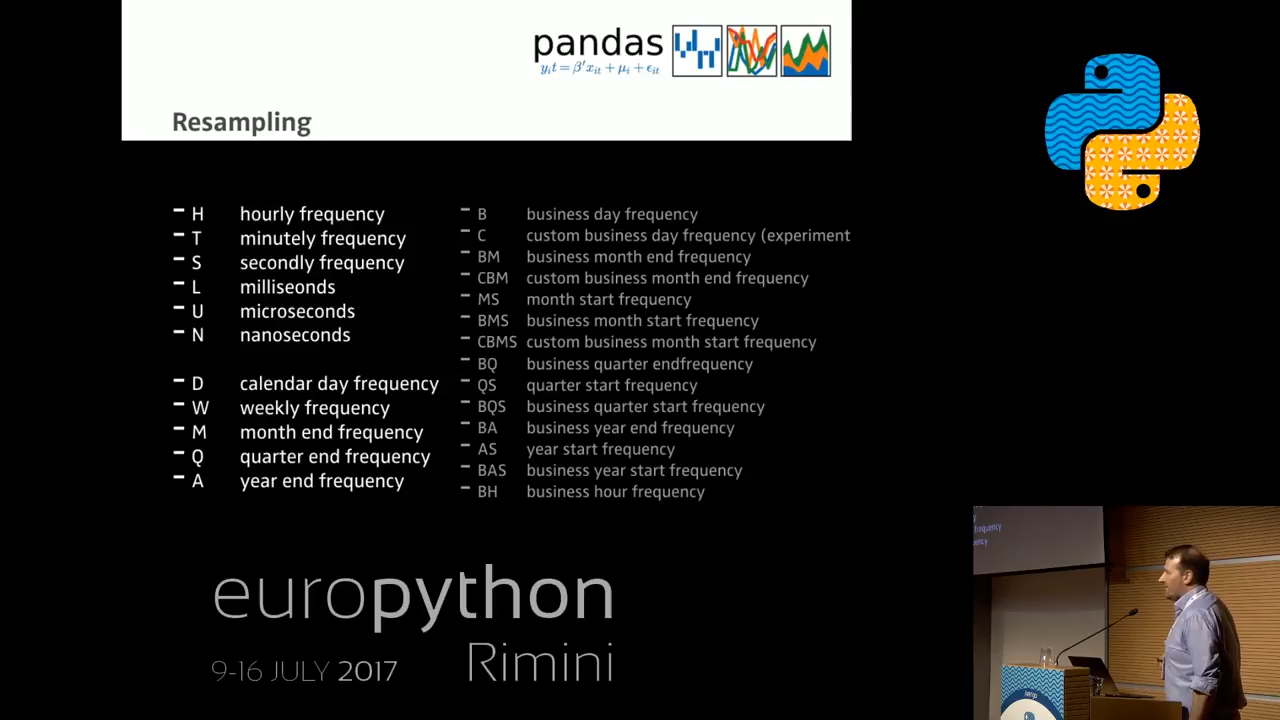 pandas
yᵢt = β′xᵢₜ + μᵢ + ϵᵢₜ
Resampling
– H hourly frequency
– T minutely frequency
– S secondly frequency
– L milliseonds
– U microseconds
– N nanoseconds
– D calendar day frequency
– W weekly frequency
– M month end frequency
– Q quarter end frequency
– A year end frequency
– B business day frequency
– C custom business day frequency (experiment
– BM business month end frequency
– CBM custom business month end frequency
– MS month start frequency
– BMS business month start frequency
– CBMS custom business month start frequency
– BQ business quarter endfrequency
– QS quarter start frequency
– BQS business quarter start frequency
– BA business year end frequency
– AS year start frequency
– BAS business year start frequency
– BH business hour frequency
europython
Rimini
9-16 JULY 2017
frequency